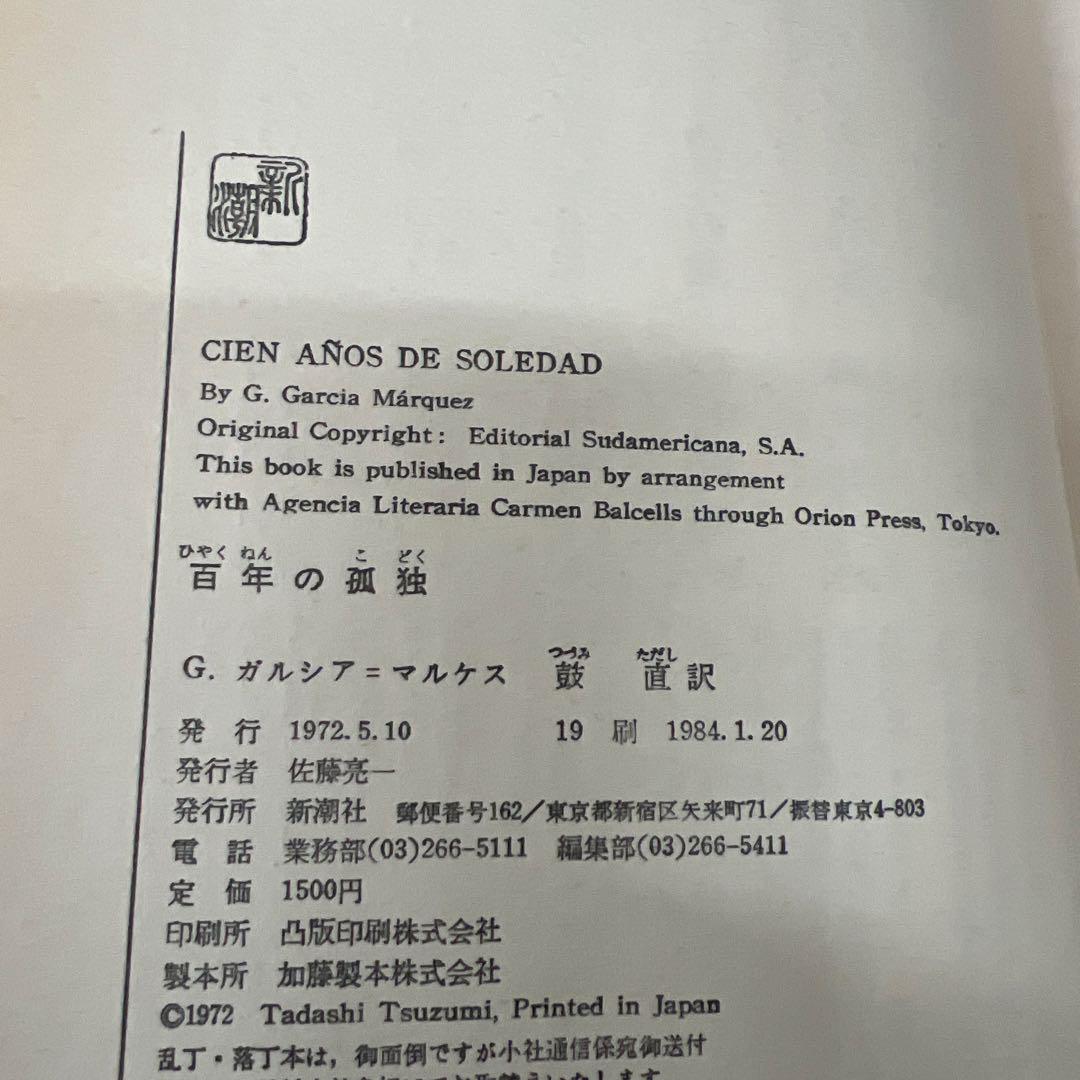 新潮
CIEN AÑOS DE SOLEDAD
By G. Garcia Márquez
Original Copyright: Editorial Sudamericana, S.A.
This book is published in Japan by arrangement
with Agencia Literaria Carmen Balcells through Orion Press, Tokyo.
ひやく ねん こ どく
百年の孤独
つづみ ただし
G. ガルシア＝マルケス 鼓 直訳
発行 1972.5.10 19刷 1984.1.20
発行者 佐藤亮一
発行所 新潮社 郵便番号162／東京都新宿区矢来町71／振替東京4-803
電話 業務部(03)266-5111 編集部(03)266-5411
定価 1500円
印刷所 凸版印刷株式会社
製本所 加藤製本株式会社
©1972 Tadashi Tsuzumi, Printed in Japan
乱丁・落丁本は，御面倒ですが小社通信係宛御送付